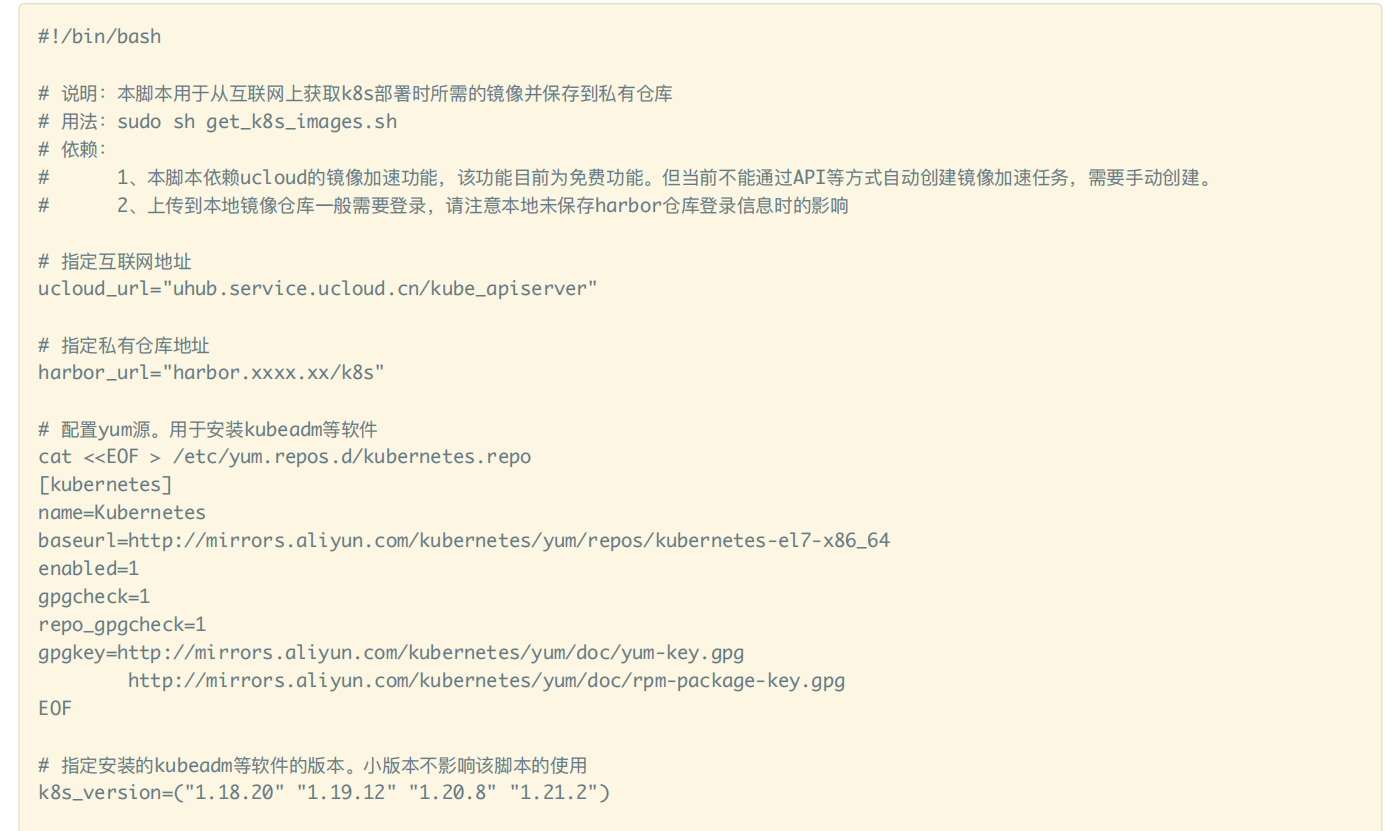 #!/bin/bash
# 说明：本脚本用于从互联网上获取k8s部署时所需的镜像并保存到私有仓库
# 用法：sudo sh get_k8s_images.sh
# 依赖：
#      1、本脚本依赖ucloud的镜像加速功能，该功能目前为免费功能。但当前不能通过API等方式自动创建镜像加速任务，需要手动创建。
#      2、上传到本地镜像仓库一般需要登录，请注意本地未保存harbor仓库登录信息时的影响
# 指定互联网地址
ucloud_url="uhub.service.ucloud.cn/kube_apiserver"
# 指定私有仓库地址
harbor_url="harbor.xxxx.xx/k8s"
# 配置yum源。用于安装kubeadm等软件
cat <<EOF > /etc/yum.repos.d/kubernetes.repo
[kubernetes]
name=Kubernetes
baseurl=http://mirrors.aliyun.com/kubernetes/yum/repos/kubernetes-el7-x86_64
enabled=1
gpgcheck=1
repo_gpgcheck=1
gpgkey=http://mirrors.aliyun.com/kubernetes/yum/doc/yum-key.gpg
        http://mirrors.aliyun.com/kubernetes/yum/doc/rpm-package-key.gpg
EOF
# 指定安装的kubeadm等软件的版本。小版本不影响该脚本的使用
k8s_version=("1.18.20" "1.19.12" "1.20.8" "1.21.2")